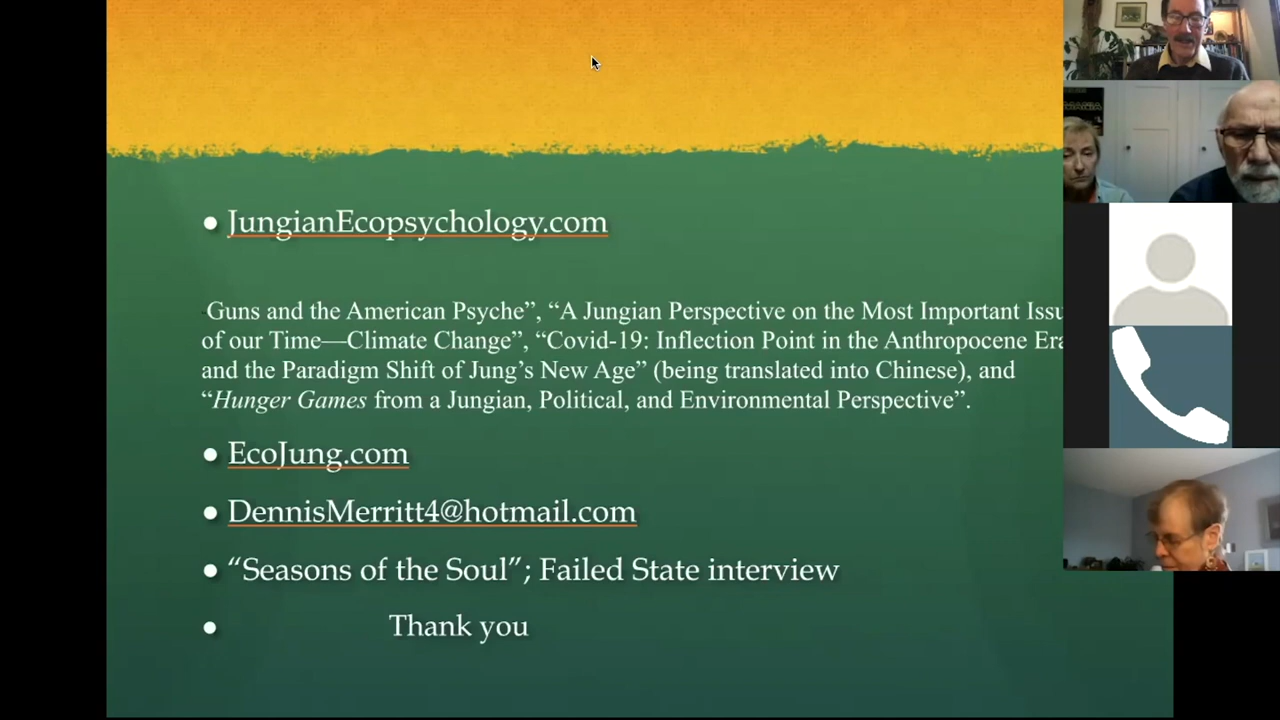 • JungianEcopsychology.com
Guns and the American Psyche”, “A Jungian Perspective on the Most Important Issu
of our Time—Climate Change”, “Covid-19: Inflection Point in the Anthropocene Era
and the Paradigm Shift of Jung’s New Age” (being translated into Chinese), and
“Hunger Games from a Jungian, Political, and Environmental Perspective”.
• EcoJung.com
• DennisMerritt4@hotmail.com
• “Seasons of the Soul”; Failed State interview
• Thank you